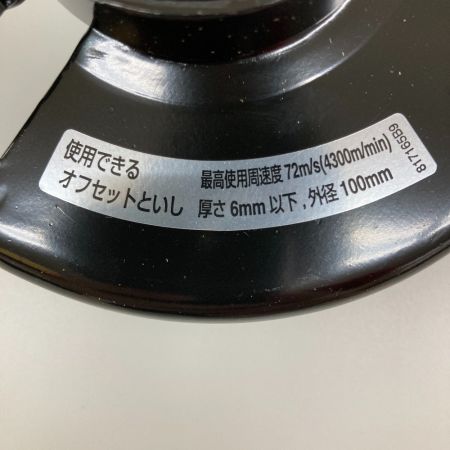 使用できる
オフセットといし
最高使用周速度 72m/s(4300m/min)
厚さ 6mm 以下 , 外径 100mm
817165B9